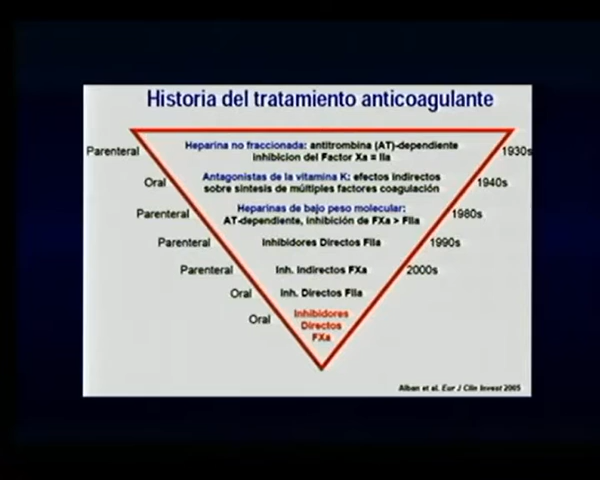 Historia del tratamiento anticoagulante
Parenteral
Heparina no fraccionada: antitrombina (AT)-dependiente
inhibicion del Factor Xa = IIa
1930s
Oral
Antagonistas de la vitamina K: efectos indirectos
sobre sintesis de múltiples factores coagulación
1940s
Parenteral
Heparinas de bajo peso molecular:
AT-dependiente, inhibición de FXa > FIIa
1980s
Parenteral
Inhibidores Directos FIIa
1990s
Parenteral
Inh. Indirectos FXa
2000s
Oral
Inh. Directos FIIa
Oral
Inhibidores
Directos
FXa
Alban et al. Eur J Clin Invest 2005